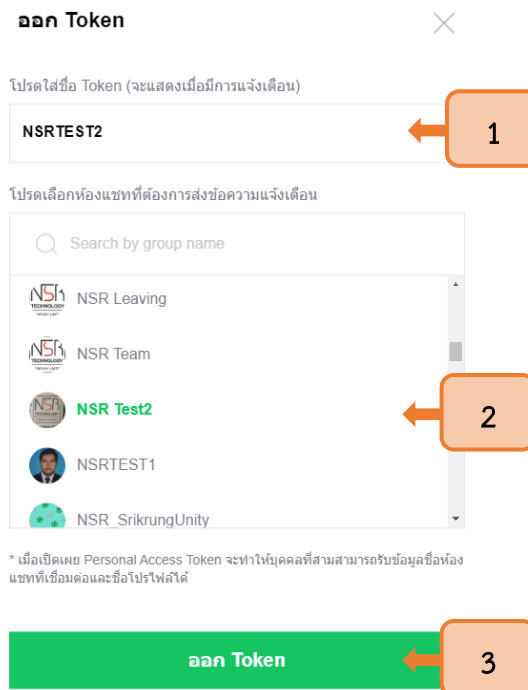 ออก Token
โปรดใส่ชื่อ Token (จะแสดงเมื่อมีการแจ้งเตือน)
NSRTEST2
1
โปรดเลือกห้องแชทที่ต้องการส่งข้อความแจ้งเตือน
Search by group name
NSR
TECHNOLOGY
NSR Leaving
NSR
TECHNOLOGY
NSR Team
NSR
NSR Test2
2
NSRTEST1
NSR_SrikrungUnity
* เมื่อเปิดเผย Personal Access Token จะทำให้บุคคลที่สามสามารถรับข้อมูลชื่อห้อง
แชทที่เชื่อมต่อและชื่อโปรไฟล์ได้
ออก Token
3